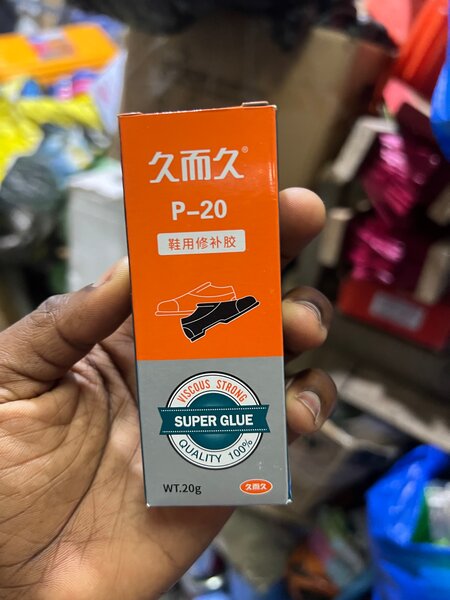 久而久®
P-20
鞋用修补胶
VISCOUS STRONG
SUPER GLUE
QUALITY 100%
WT.20g
久而久